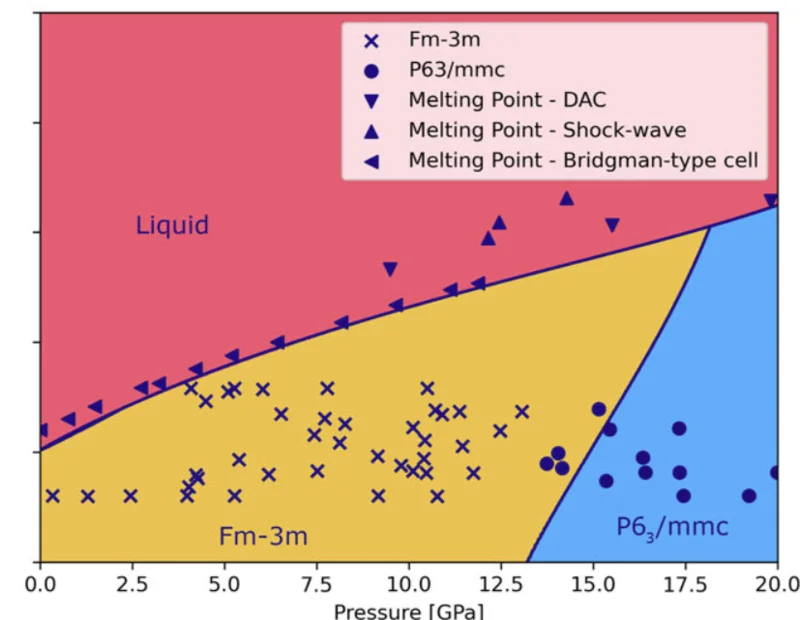 Fm-3m
P63/mmc
Melting Point - DAC
Melting Point - Shock-wave
Melting Point - Bridgman-type cell
Liquid
Fm-3m
P6₃/mmc
0.0 2.5 5.0 7.5 10.0 12.5 15.0 17.5 20.0
Pressure [GPa]